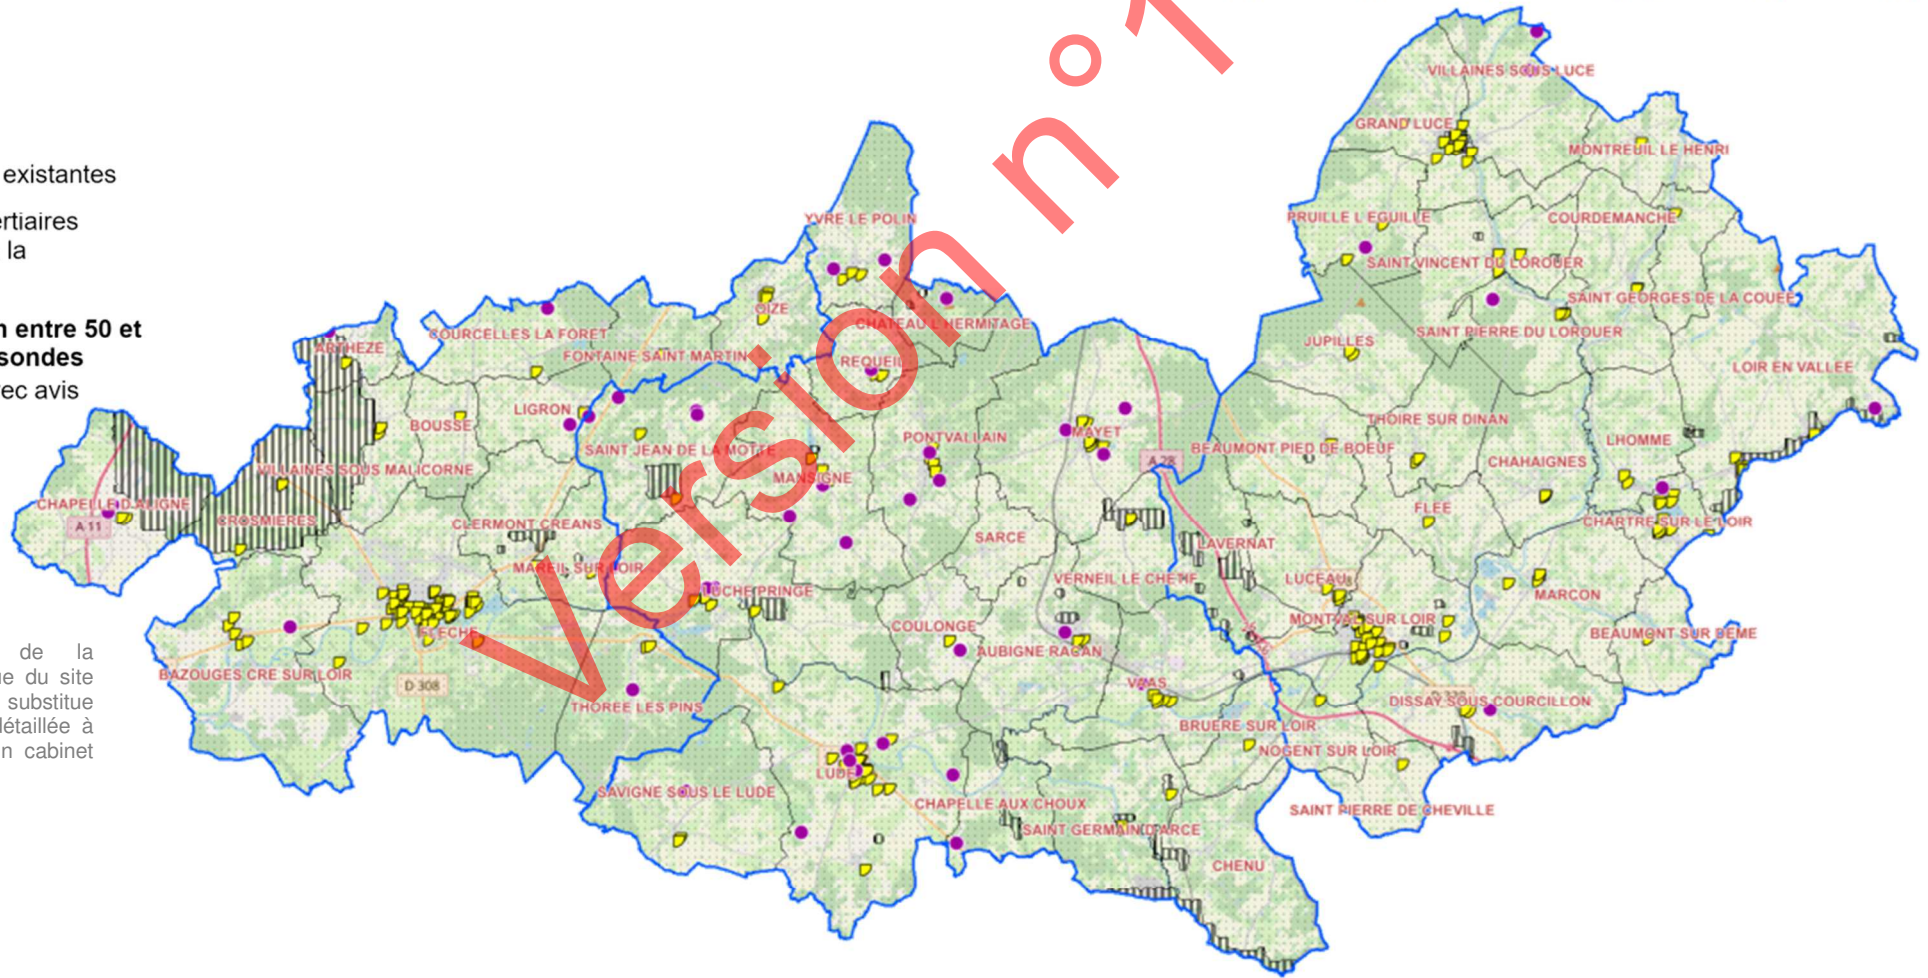 existantes
ertiaires
la
n entre 50 et
sondes
ec avis
de la
ue du site
substitue
détaillée à
n cabinet
Version n°1
VILLAINES SOUS LUCE
GRAND LUCE
MONTREUIL LE HENRI
YVRE LE POLIN
PRUILLE L EGUILLE
COURDEMANCHE
SAINT VINCENT DU LOROUER
OIZE
SAINT GEORGES DE LA COUEE
CHATEAU L HERMITAGE
COURCELLES LA FORET
SAINT PIERRE DU LOROUER
ARTHEZE
JUPILLES
FONTAINE SAINT MARTIN
REQUEIL
LOIR EN VALLEE
LIGRON
THOIRE SUR DINAN
BOUSSE
MAYET
PONTVALLAIN
LHOMME
SAINT JEAN DE LA MOTTE
BEAUMONT PIED DE BOEUF
A 28
CHAHAIGNES
VILLAINES SOUS MALICORNE
MANSIGNE
CHAPELLE D ALIGNE
FLEE
CROSMIERES
CLERMONT CREANS
CHARTRE SUR LE LOIR
A 11
SARCE
LAVERNAT
MAREIL SUR LOIR
VERNEIL LE CHETIF
LUCEAU
LUCHE PRINGE
MARCON
MONTVAL SUR LOIR
COULONGE
FLECHE
BEAUMONT SUR DEME
AUBIGNE RACAN
BAZOUGES CRE SUR LOIR
D 308
VAAS
THOREE LES PINS
DISSAY SOUS COURCILLON
BRUERE SUR LOIR
NOGENT SUR LOIR
LUDE
SAVIGNE SOUS LE LUDE
CHAPELLE AUX CHOUX
SAINT PIERRE DE CHEVILLE
SAINT GERMAIN D ARCE
CHENU